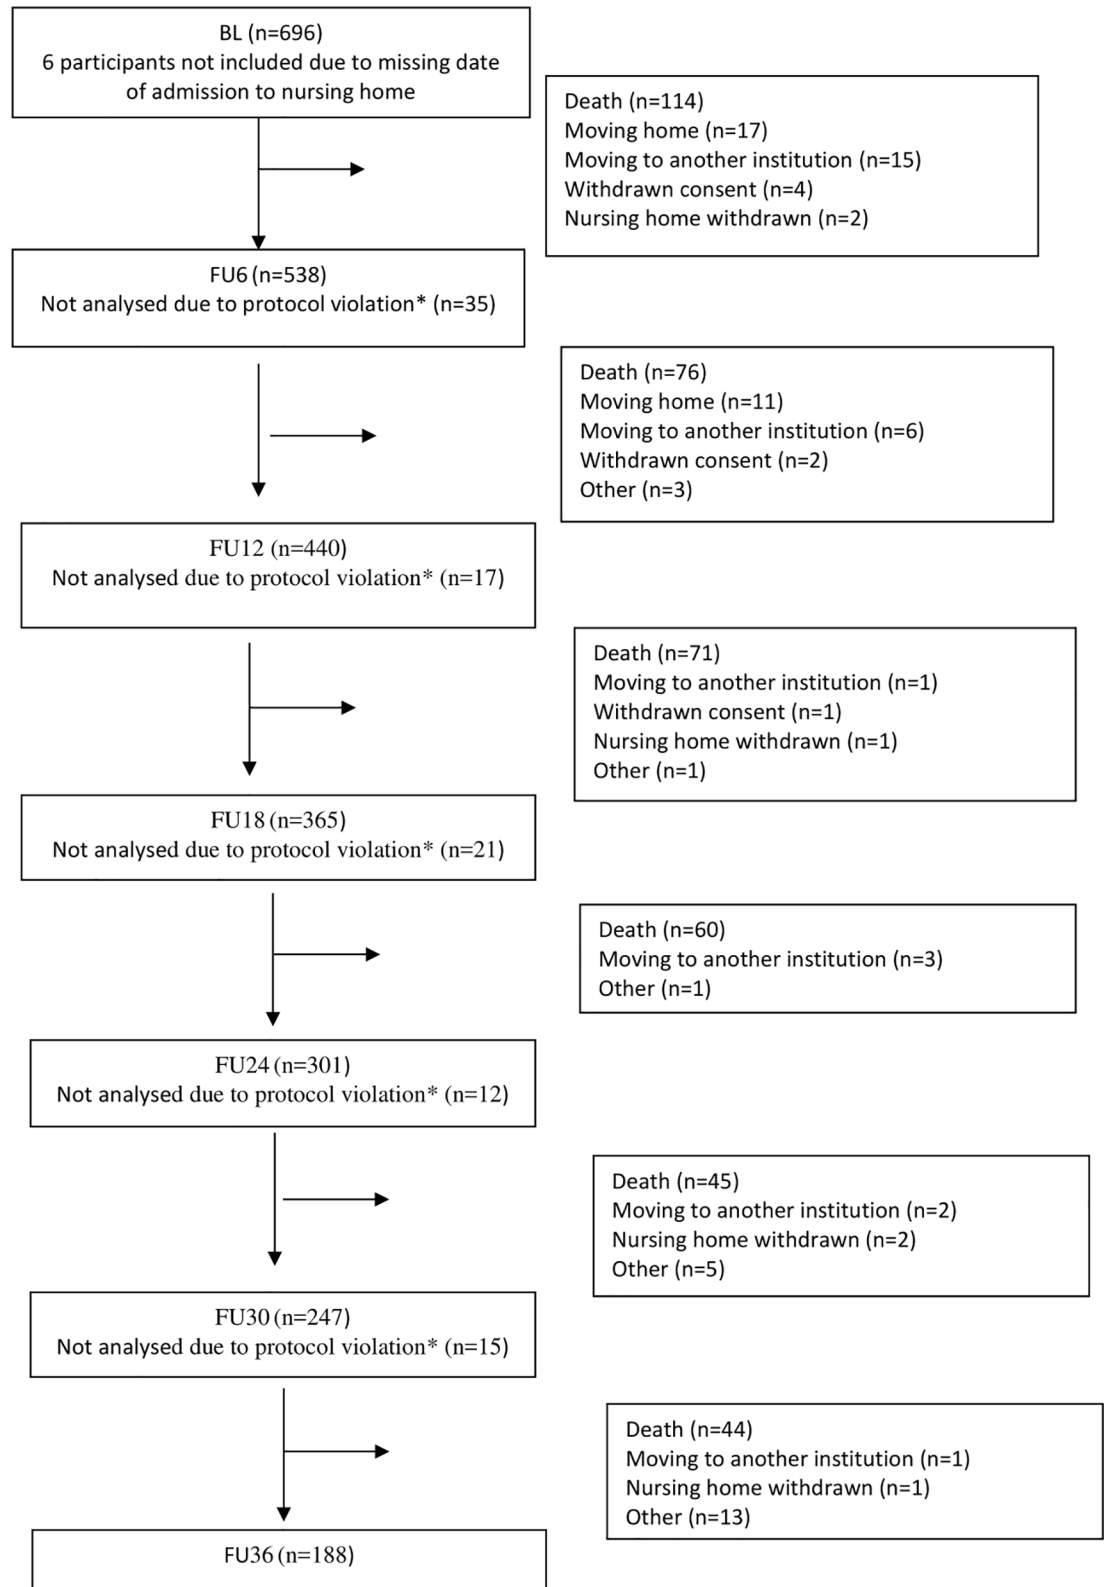 BL (n=696)
6 participants not included due to missing date
of admission to nursing home
Death (n=114)
Moving home (n=17)
Moving to another institution (n=15)
Withdrawn consent (n=4)
Nursing home withdrawn (n=2)
FU6 (n=538)
Not analysed due to protocol violation* (n=35)
Death (n=76)
Moving home (n=11)
Moving to another institution (n=6)
Withdrawn consent (n=2)
Other (n=3)
FU12 (n=440)
Not analysed due to protocol violation* (n=17)
Death (n=71)
Moving to another institution (n=1)
Withdrawn consent (n=1)
Nursing home withdrawn (n=1)
Other (n=1)
FU18 (n=365)
Not analysed due to protocol violation* (n=21)
Death (n=60)
Moving to another institution (n=3)
Other (n=1)
FU24 (n=301)
Not analysed due to protocol violation* (n=12)
Death (n=45)
Moving to another institution (n=2)
Nursing home withdrawn (n=2)
Other (n=5)
FU30 (n=247)
Not analysed due to protocol violation* (n=15)
Death (n=44)
Moving to another institution (n=1)
Nursing home withdrawn (n=1)
Other (n=13)
FU36 (n=188)